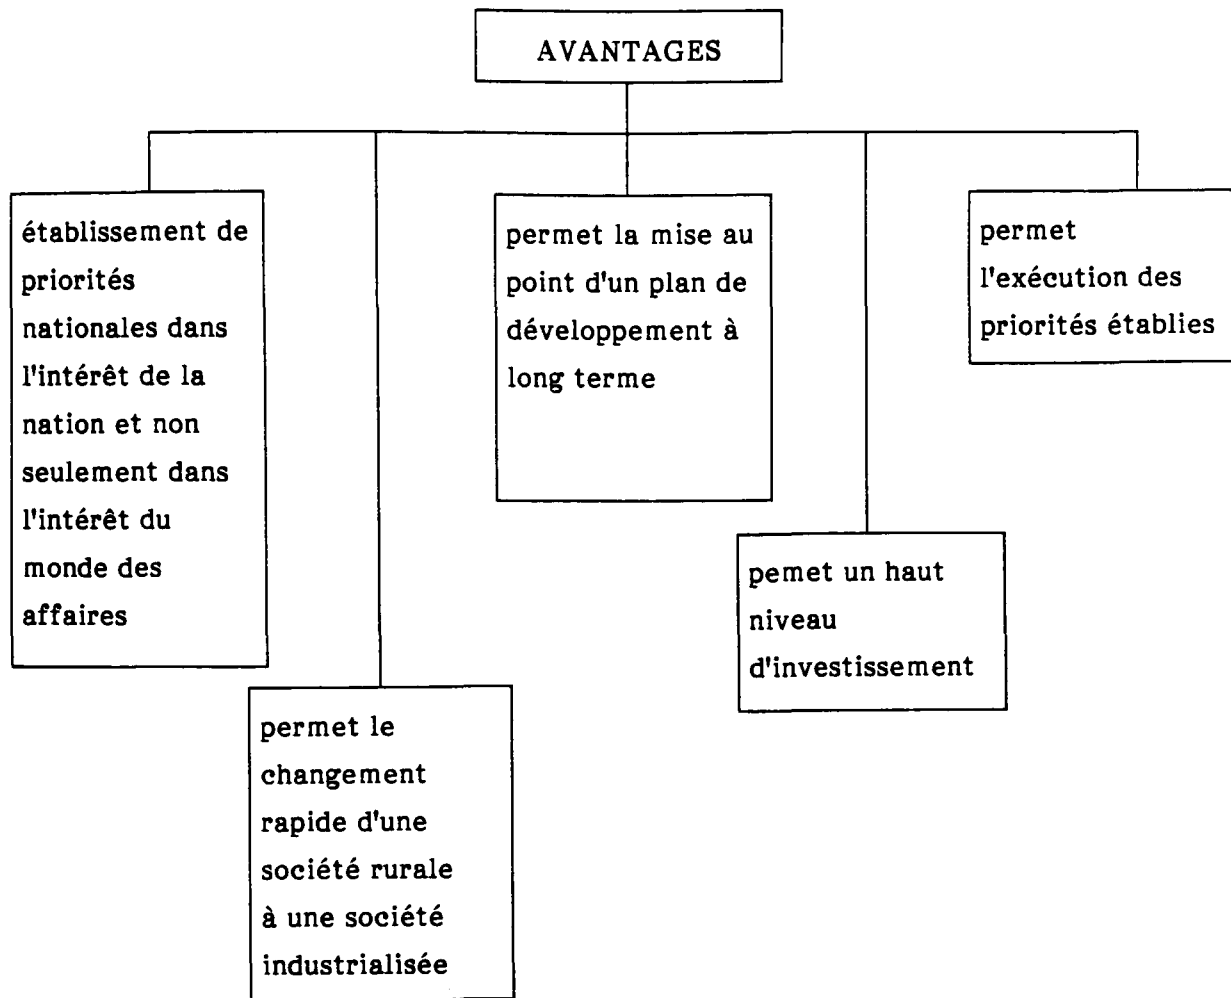 AVANTAGES
établissement de
priorités
nationales dans
l'intérêt de la
nation et non
seulement dans
l'intérêt du
monde des
affaires
permet le
changement
rapide d'une
société rurale
à une société
industrialisée
permet la mise au
point d'un plan de
développement à
long terme
pemet un haut
niveau
d'investissement
permet
l'exécution des
priorités établies